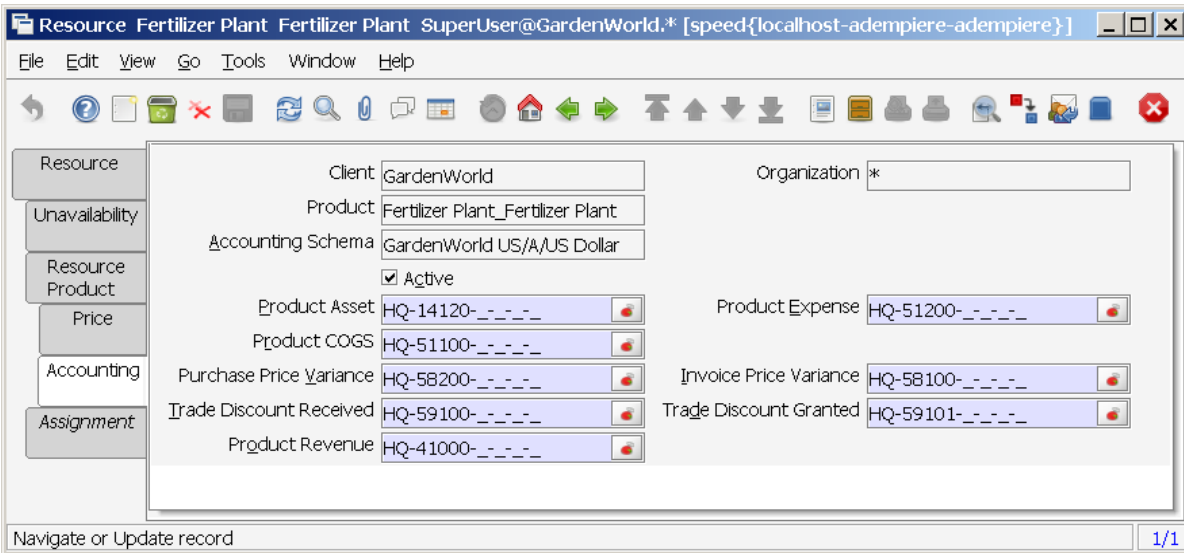 Resource  Fertilizer Plant  Fertilizer Plant  SuperUser@GardenWorld.* [speed{localhost-adempiere-adempiere}]
File Edit View Go Tools Window Help
Resource
Unavailability
Resource
Product
Price
Accounting
Assignment
Client GardenWorld Organization *
Product Fertilizer Plant_Fertilizer Plant
Accounting Schema GardenWorld US/A/US Dollar
Active
Product Asset HQ-14120-_-_-_-_ Product Expense HQ-51200-_-_-_-_
Product COGS HQ-51100-_-_-_-_
Purchase Price Variance HQ-58200-_-_-_-_ Invoice Price Variance HQ-58100-_-_-_-_
Trade Discount Received HQ-59100-_-_-_-_ Trade Discount Granted HQ-59101-_-_-_-_
Product Revenue HQ-41000-_-_-_-_
Navigate or Update record 1/1